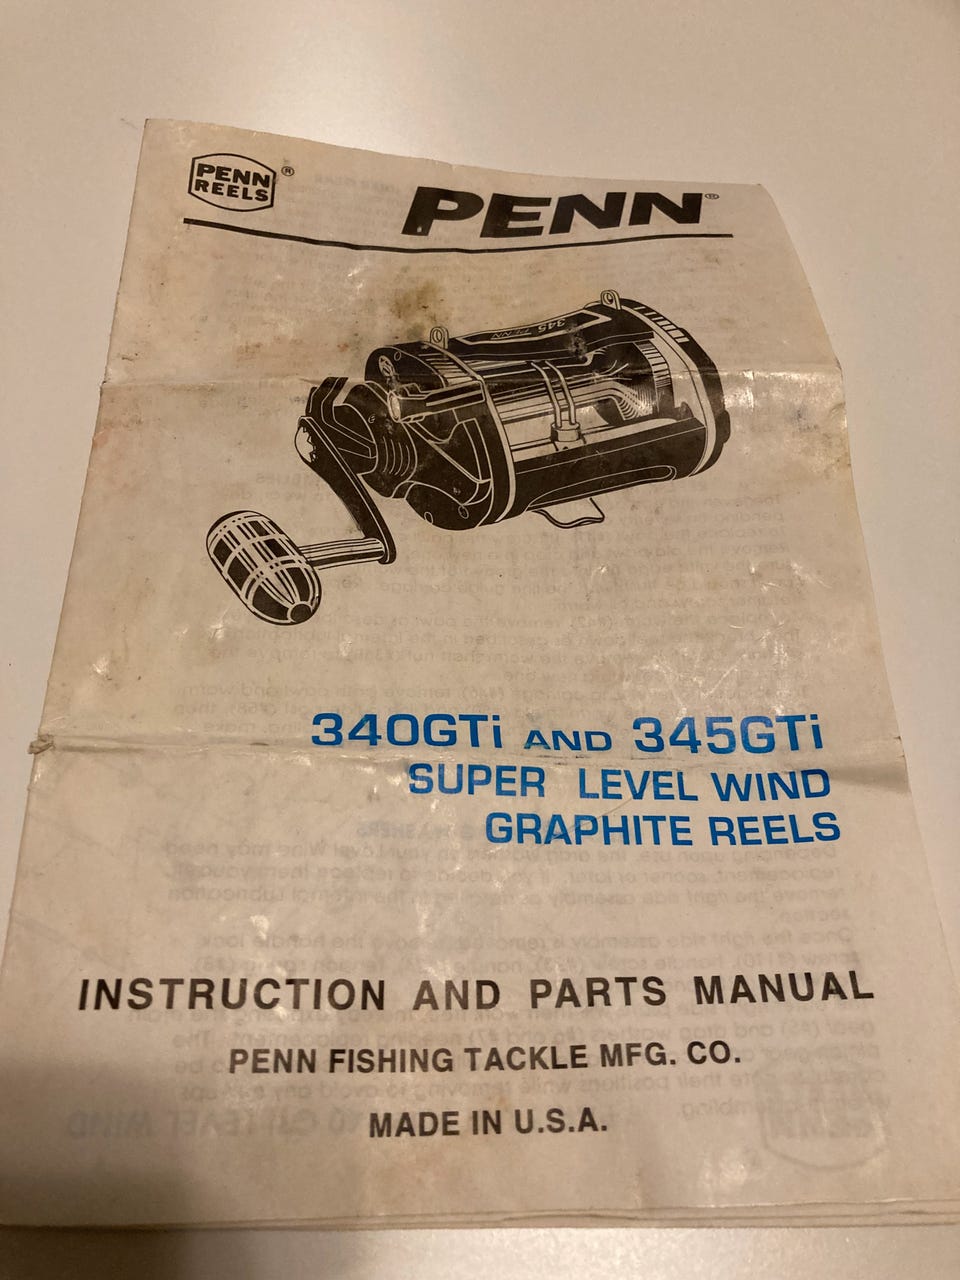 PENN
REELS
®
PENN®
345 PENN
340GTi AND 345GTi
SUPER LEVEL WIND
GRAPHITE REELS
INSTRUCTION AND PARTS MANUAL
PENN FISHING TACKLE MFG. CO.
MADE IN U.S.A.